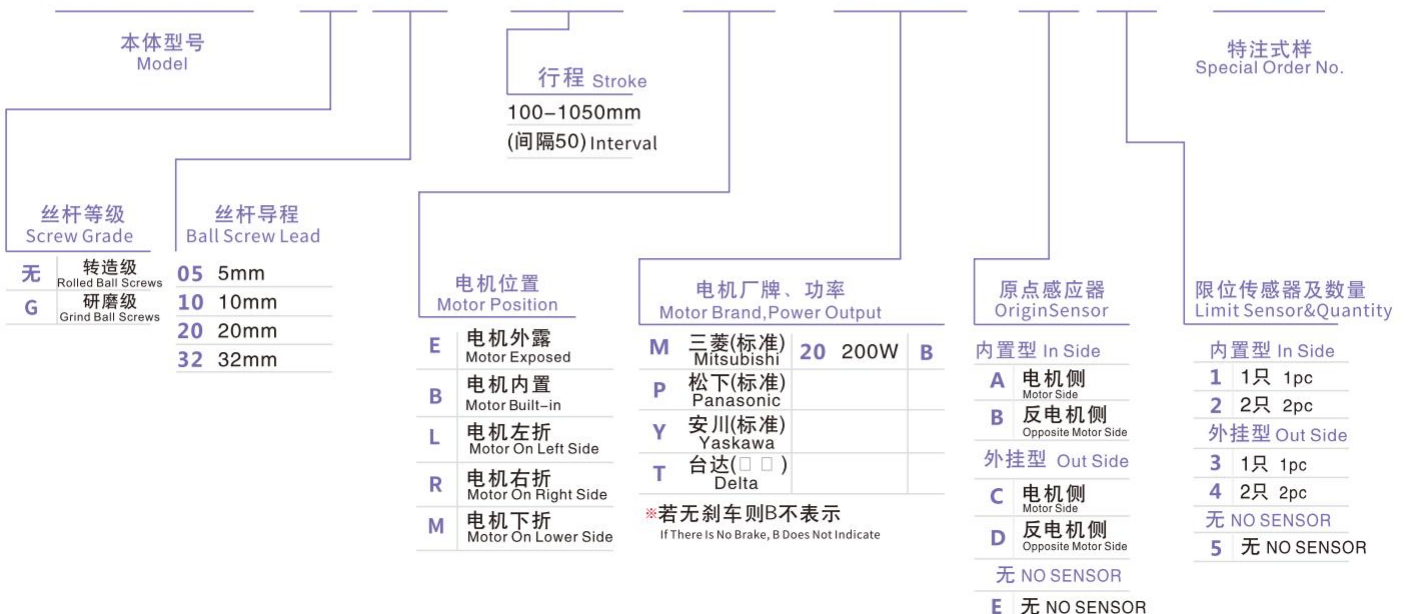 本体型号
Model
行程 Stroke
100-1050mm
(间隔50) Interval
特注式样
Special Order No.
丝杆等级
Screw Grade
无 转造级
Rolled Ball Screws
G 研磨级
Grind Ball Screws
丝杆导程
Ball Screw Lead
05 5mm
10 10mm
20 20mm
32 32mm
电机位置
Motor Position
E 电机外露
Motor Exposed
B 电机内置
Motor Built-in
L 电机左折
Motor On Left Side
R 电机右折
Motor On Right Side
M 电机下折
Motor On Lower Side
电机厂牌、功率
Motor Brand,Power Output
M 三菱(标准) 20 200W B
Mitsubishi
P 松下(标准)
Panasonic
Y 安川(标准)
Yaskawa
T 台达(□ □ )
Delta
※若无刹车则B不表示
If There Is No Brake, B Does Not Indicate
原点感应器
OriginSensor
内置型 In Side
A 电机侧
Motor Side
B 反电机侧
Opposite Motor Side
外挂型 Out Side
C 电机侧
Motor Side
D 反电机侧
Opposite Motor Side
无 NO SENSOR
E 无 NO SENSOR
限位传感器及数量
Limit Sensor&Quantity
内置型 In Side
1 1只 1pc
2 2只 2pc
外挂型 Out Side
3 1只 1pc
4 2只 2pc
无 NO SENSOR
5 无 NO SENSOR